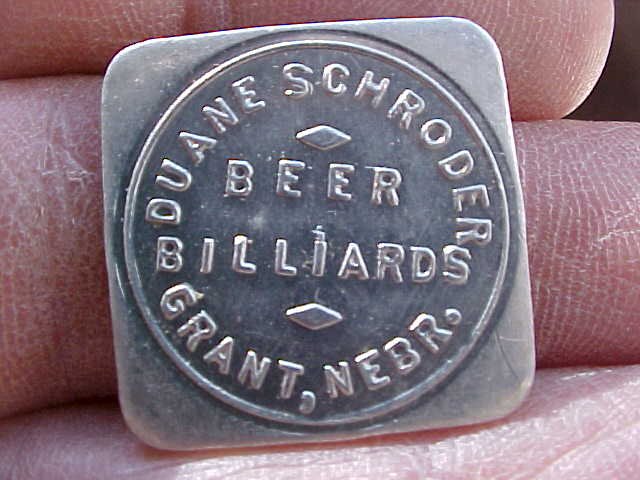 DUANE SCHRODER
BEER
BILLIARDS
GRANT, NEBR.